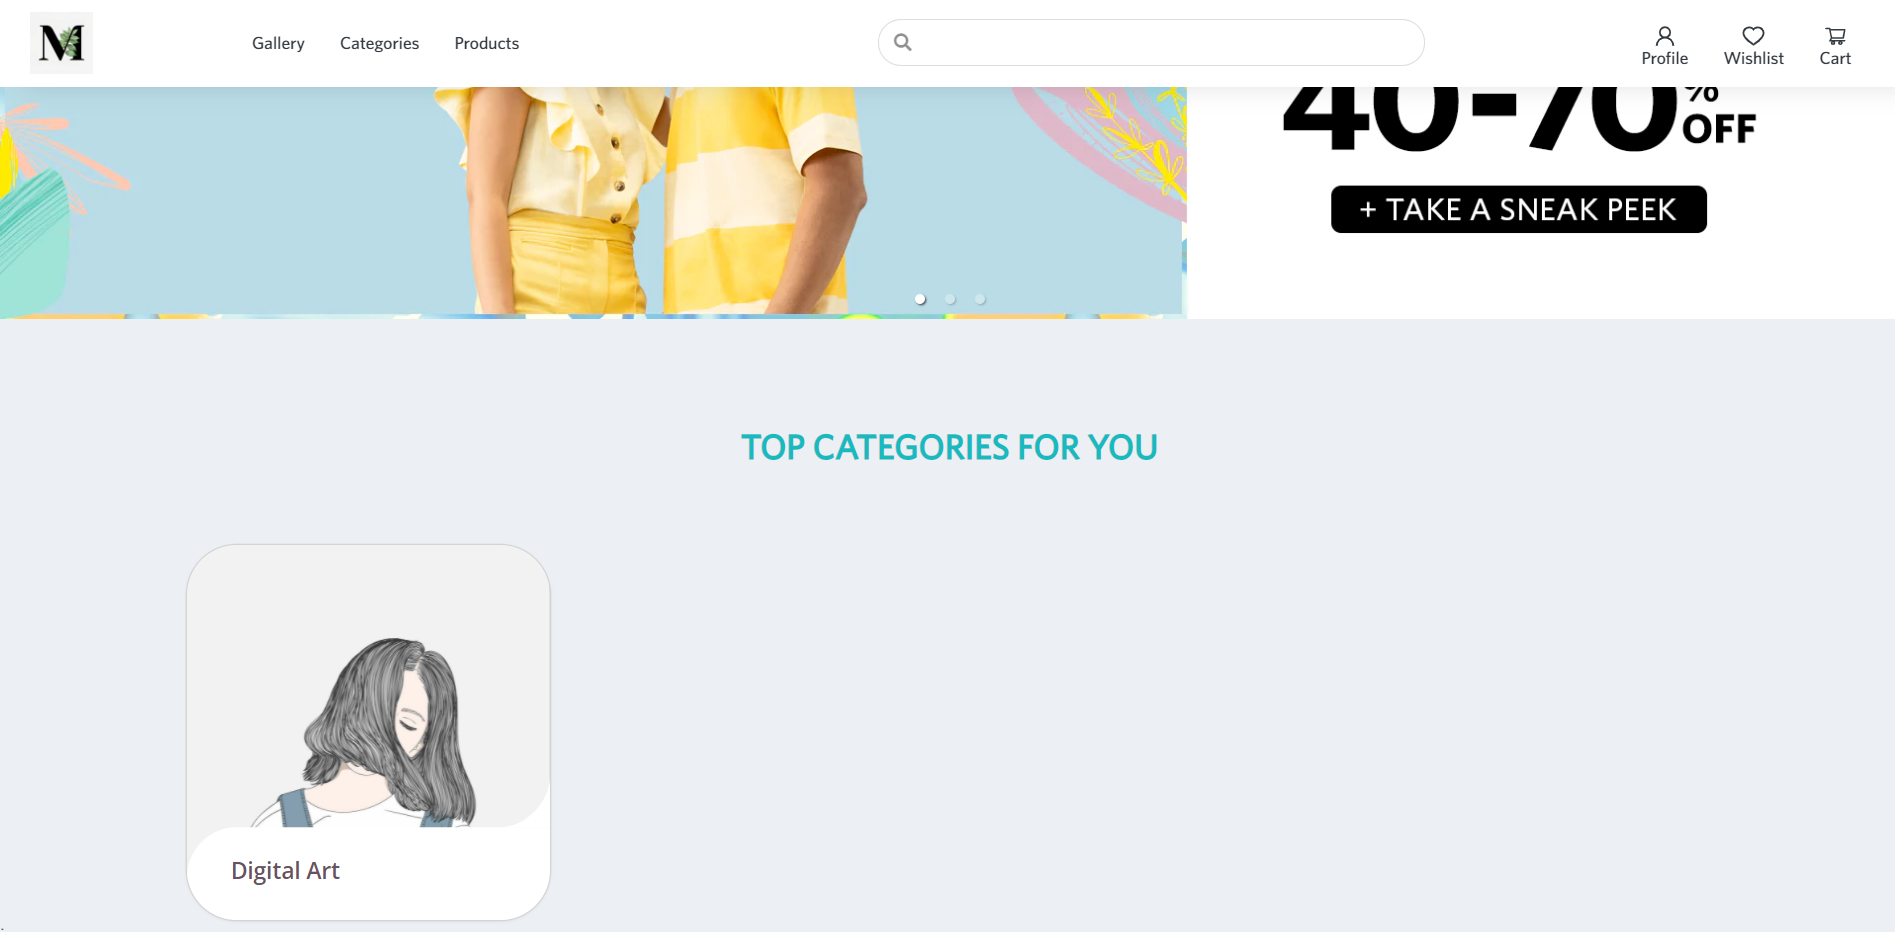 M
Gallery
Categories
Products
Profile
Wishlist
Cart
40-70% OFF
+ TAKE A SNEAK PEEK
TOP CATEGORIES FOR YOU
Digital Art